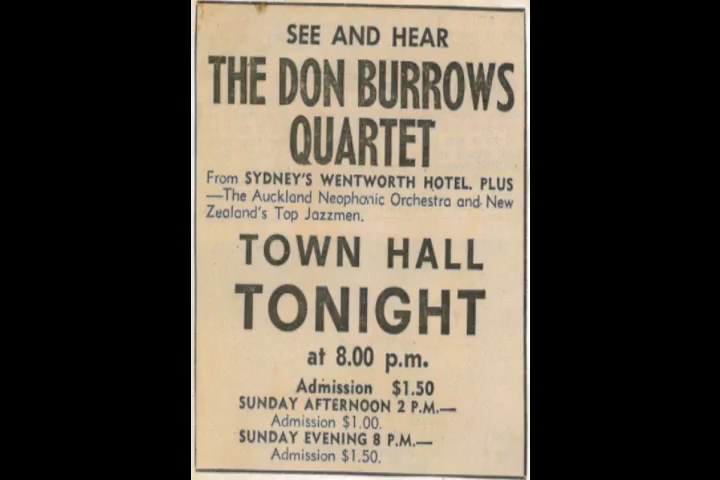 SEE AND HEAR
THE DON BURROWS
QUARTET
From SYDNEY'S WENTWORTH HOTEL. PLUS
—The Auckland Neophonic Orchestra and New
Zealand's Top Jazzmen.
TOWN HALL
TONIGHT
at 8.00 p.m.
Admission $1.50
SUNDAY AFTERNOON 2 P.M.—
Admission $1.00.
SUNDAY EVENING 8 P.M.—
Admission $1.50.